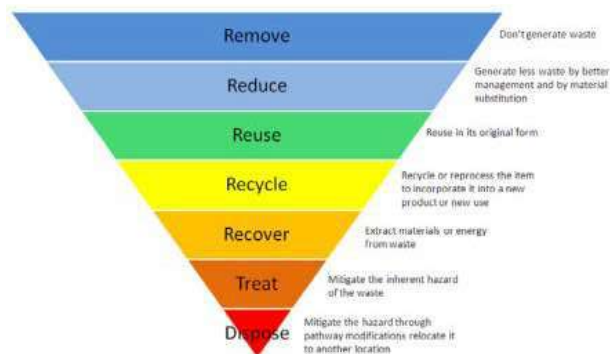 Remove
Don't generate waste
Reduce
Generate less waste by better
management and by material
substitution
Reuse
Reuse in its original form
Recycle
Recycle or reprocess the item
to incorporate it into a new
product or new use
Recover
Extract materials or energy
from waste
Treat
Mitigate the inherent hazard
of the waste
Dispose
Mitigate the hazard through
pathway modifications relocate it
to another location